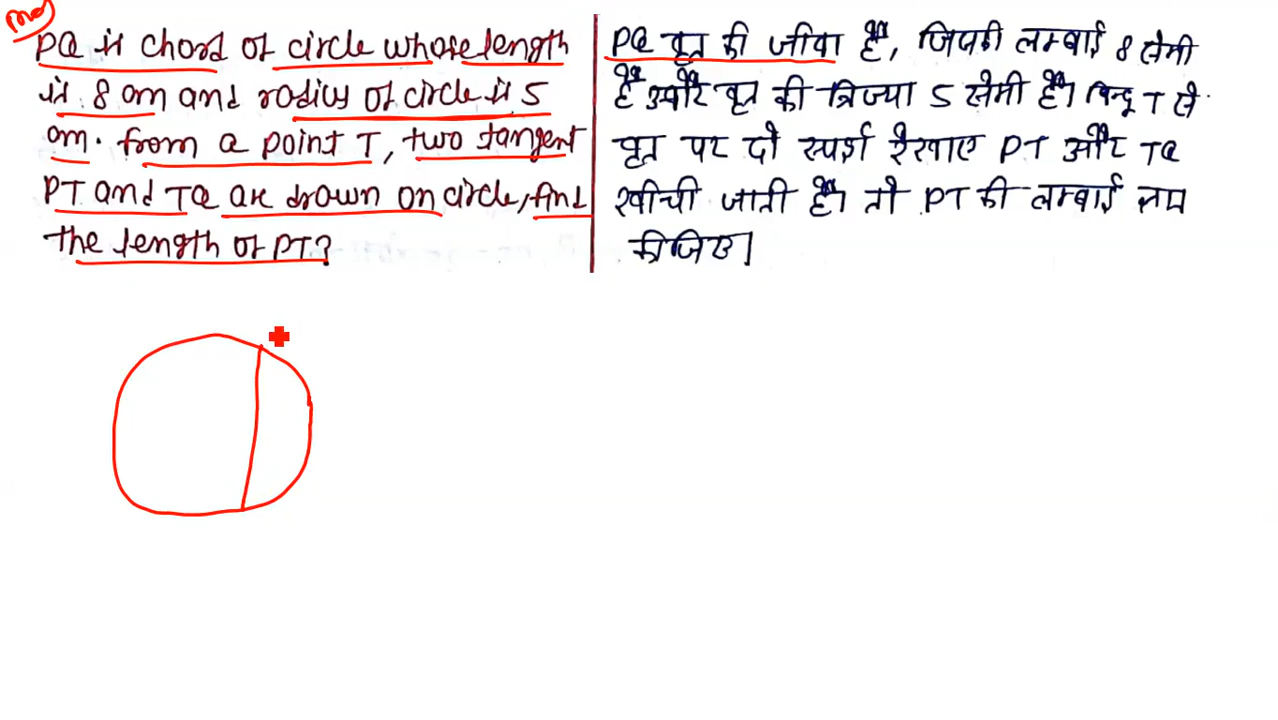 PQ is chord of circle whose length
is 8 cm and radius of circle is 5
cm. from a point T, two tangent
PT and TQ are drawn on circle, find
the length of PT?
PQ वृत की जीवा है, जिसकी लम्बाई 8 सेमी
है और वृत की त्रिज्या 5 सेमी है। बिन्दू T से
वृत पर दो स्पर्श रेखाए PT और TQ
खीची जाती है। तो PT की लम्बाई ज्ञात
कीजिए।